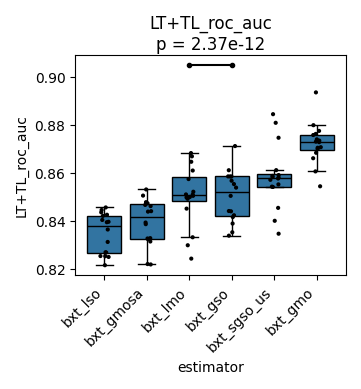 LT+TL_roc_auc
p = 2.37e-12
LT+TL_roc_auc
0.90
0.88
0.86
0.84
0.82
bxt_lso
bxt_gmosa
bxt_lmo
bxt_gso
bxt_sgso_us
bxt_gmo
estimator